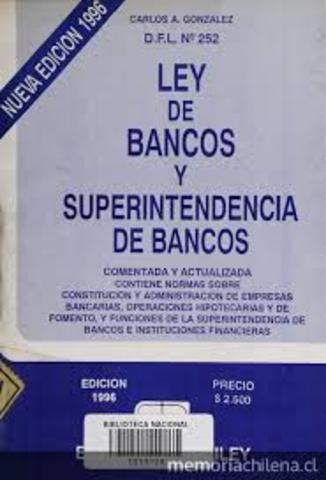 CARLOS A. GONZALEZ
D.F.L. Nº 252
NUEVA EDICION 1996
LEY
DE
BANCOS
Y
SUPERINTENDENCIA
DE BANCOS
COMENTADA Y ACTUALIZADA
CONTIENE NORMAS SOBRE
CONSTITUCION Y ADMINISTRACION DE EMPRESAS
BANCARIAS, OPERACIONES HIPOTECARIAS Y DE
FOMENTO, Y FUNCIONES DE LA SUPERINTENDENCIA DE
BANCOS E INSTITUCIONES FINANCIERAS
EDICION
1996
PRECIO
$ 2.500
BIBLIOTECA NACIONAL
ILEY
memoriachilena.cl